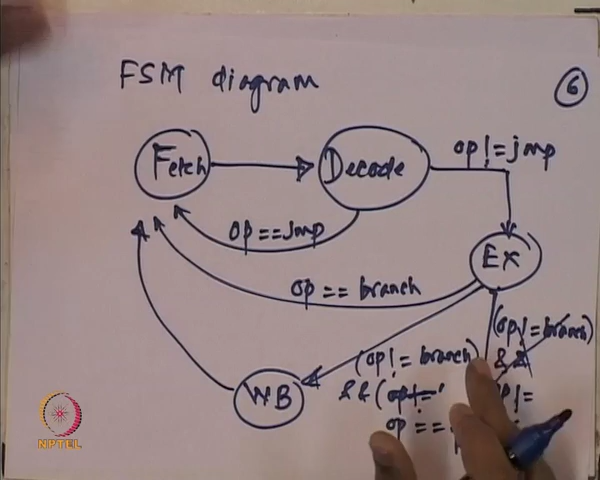 FSM diagram
6
Fetch
Decode
op!=jmp
op==jmp
EX
op == branch
(op!=branch)
(op!=branch)
&&
&&(op!=
p!=
op ==
WB
NPTEL